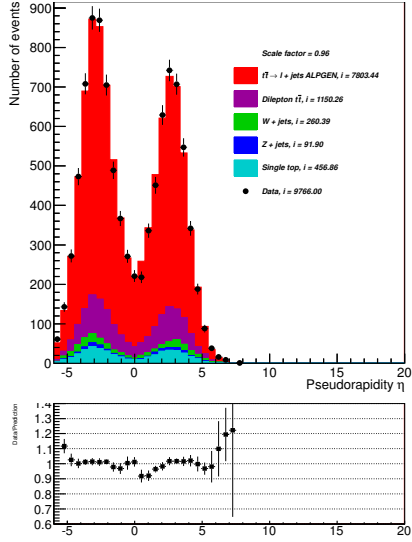 Number of events
900
800
700
600
500
400
300
200
100
0
Scale factor = 0.96
tt̄ → l + jets ALPGEN, i = 7803.44
Dilepton tt̄, i = 1150.26
W + jets, i = 260.39
Z + jets, i = 91.90
Single top, i = 456.86
Data, i = 9766.00
-5 0 5 10 15 20
Pseudorapidity η
Data/Prediction
1.4
1.3
1.2
1.1
1
0.9
0.8
0.7
0.6
-5 0 5 10 15 20